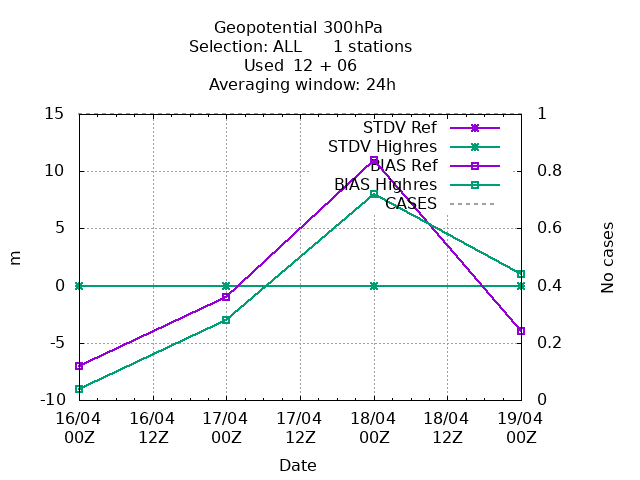 Geopotential 300hPa
Selection: ALL 1 stations
Used 12 + 06
Averaging window: 24h
15 1
STDV Ref
STDV Highres
10 BIAS Ref 0.8
BIAS Highres
CASES
5 0.6
m No cases
0 0.4
-5 0.2
-10 0
16/04 16/04 17/04 17/04 18/04 18/04 19/04
00Z 12Z 00Z 12Z 00Z 12Z 00Z
Date